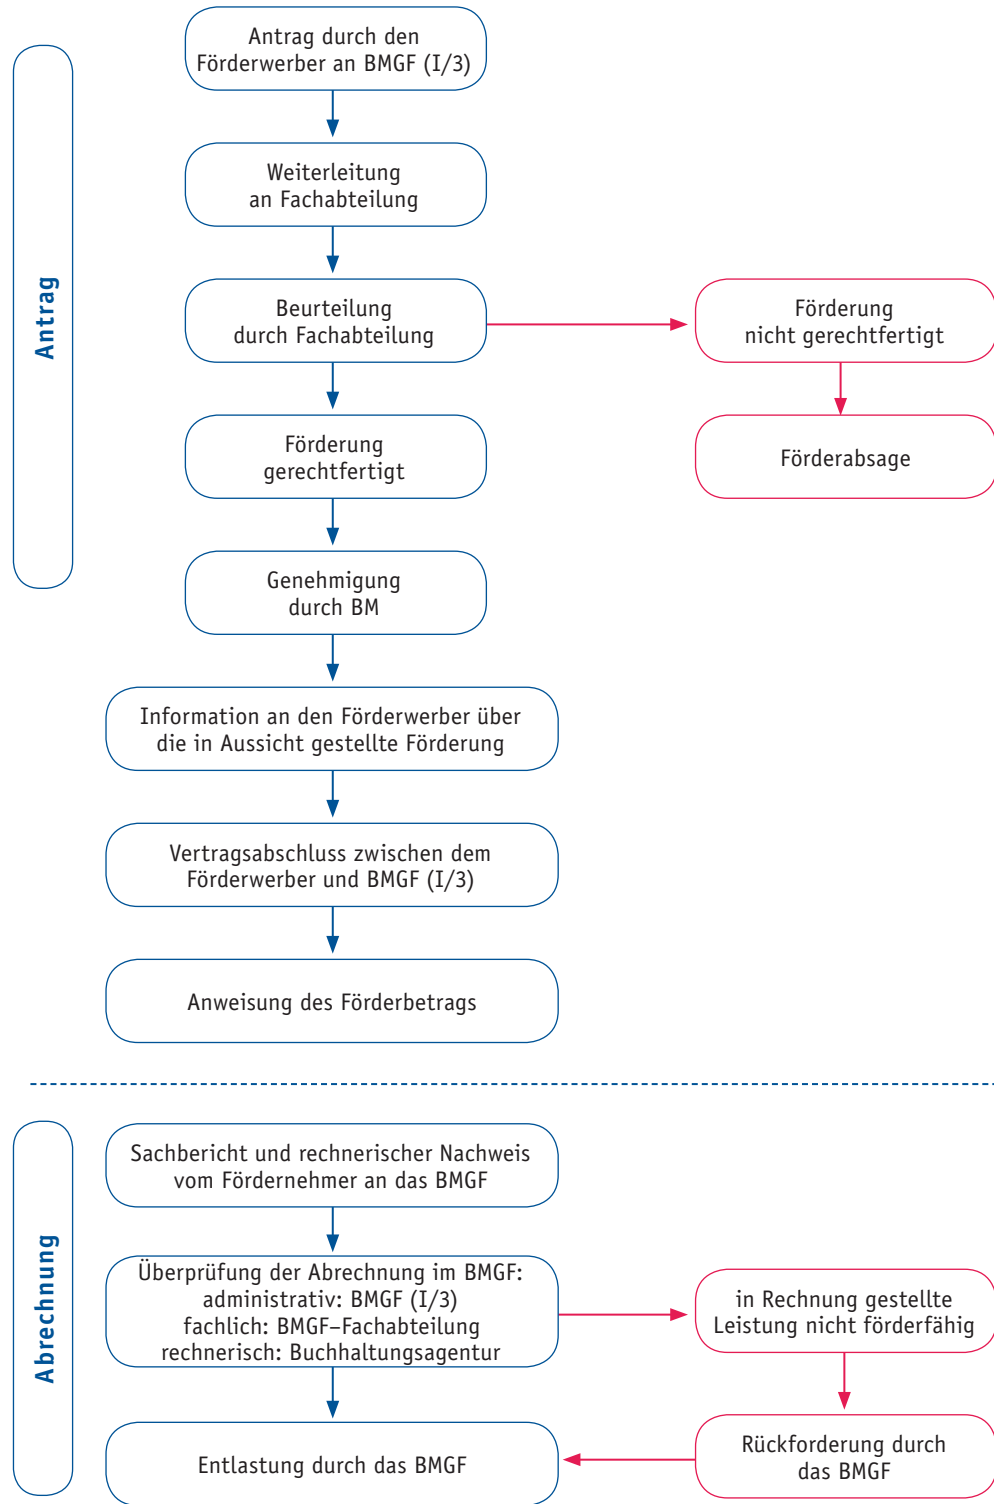 Antrag
Antrag durch den
Förderwerber an BMGF (I/3)
Weiterleitung
an Fachabteilung
Beurteilung
durch Fachabteilung
Förderung
nicht gerechtfertigt
Förderabsage
Förderung
gerechtfertigt
Genehmigung
durch BM
Information an den Förderwerber über
die in Aussicht gestellte Förderung
Vertragsabschluss zwischen dem
Förderwerber und BMGF (I/3)
Anweisung des Förderbetrags
Abrechnung
Sachbericht und rechnerischer Nachweis
vom Fördernehmer an das BMGF
Überprüfung der Abrechnung im BMGF:
administrativ: BMGF (I/3)
fachlich: BMGF–Fachabteilung
rechnerisch: Buchhaltungsagentur
in Rechnung gestellte
Leistung nicht förderfähig
Rückforderung durch
das BMGF
Entlastung durch das BMGF